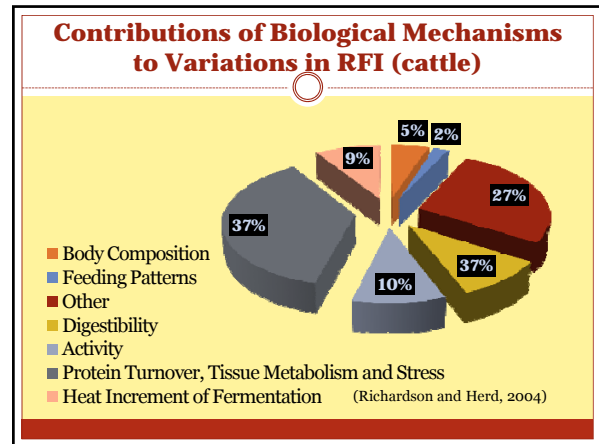 Contributions of Biological Mechanisms
to Variations in RFI (cattle)
5%
2%
9%
27%
37%
37%
10%
Body Composition
Feeding Patterns
Other
Digestibility
Activity
Protein Turnover, Tissue Metabolism and Stress
Heat Increment of Fermentation (Richardson and Herd, 2004)